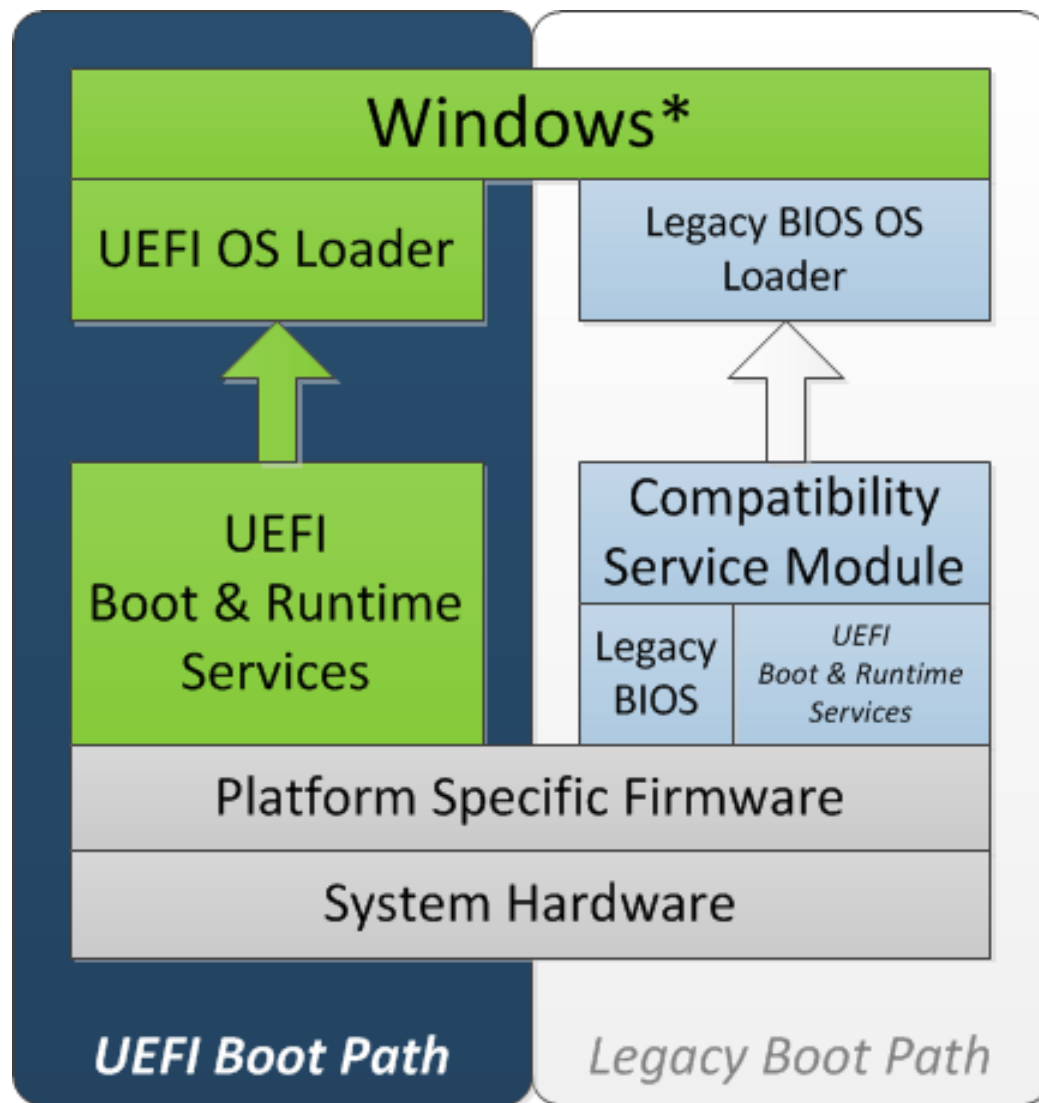 Windows*
UEFI OS Loader
Legacy BIOS OS
Loader
UEFI
Boot & Runtime
Services
Compatibility
Service Module
Legacy
BIOS
UEFI
Boot & Runtime
Services
Platform Specific Firmware
System Hardware
UEFI Boot Path
Legacy Boot Path